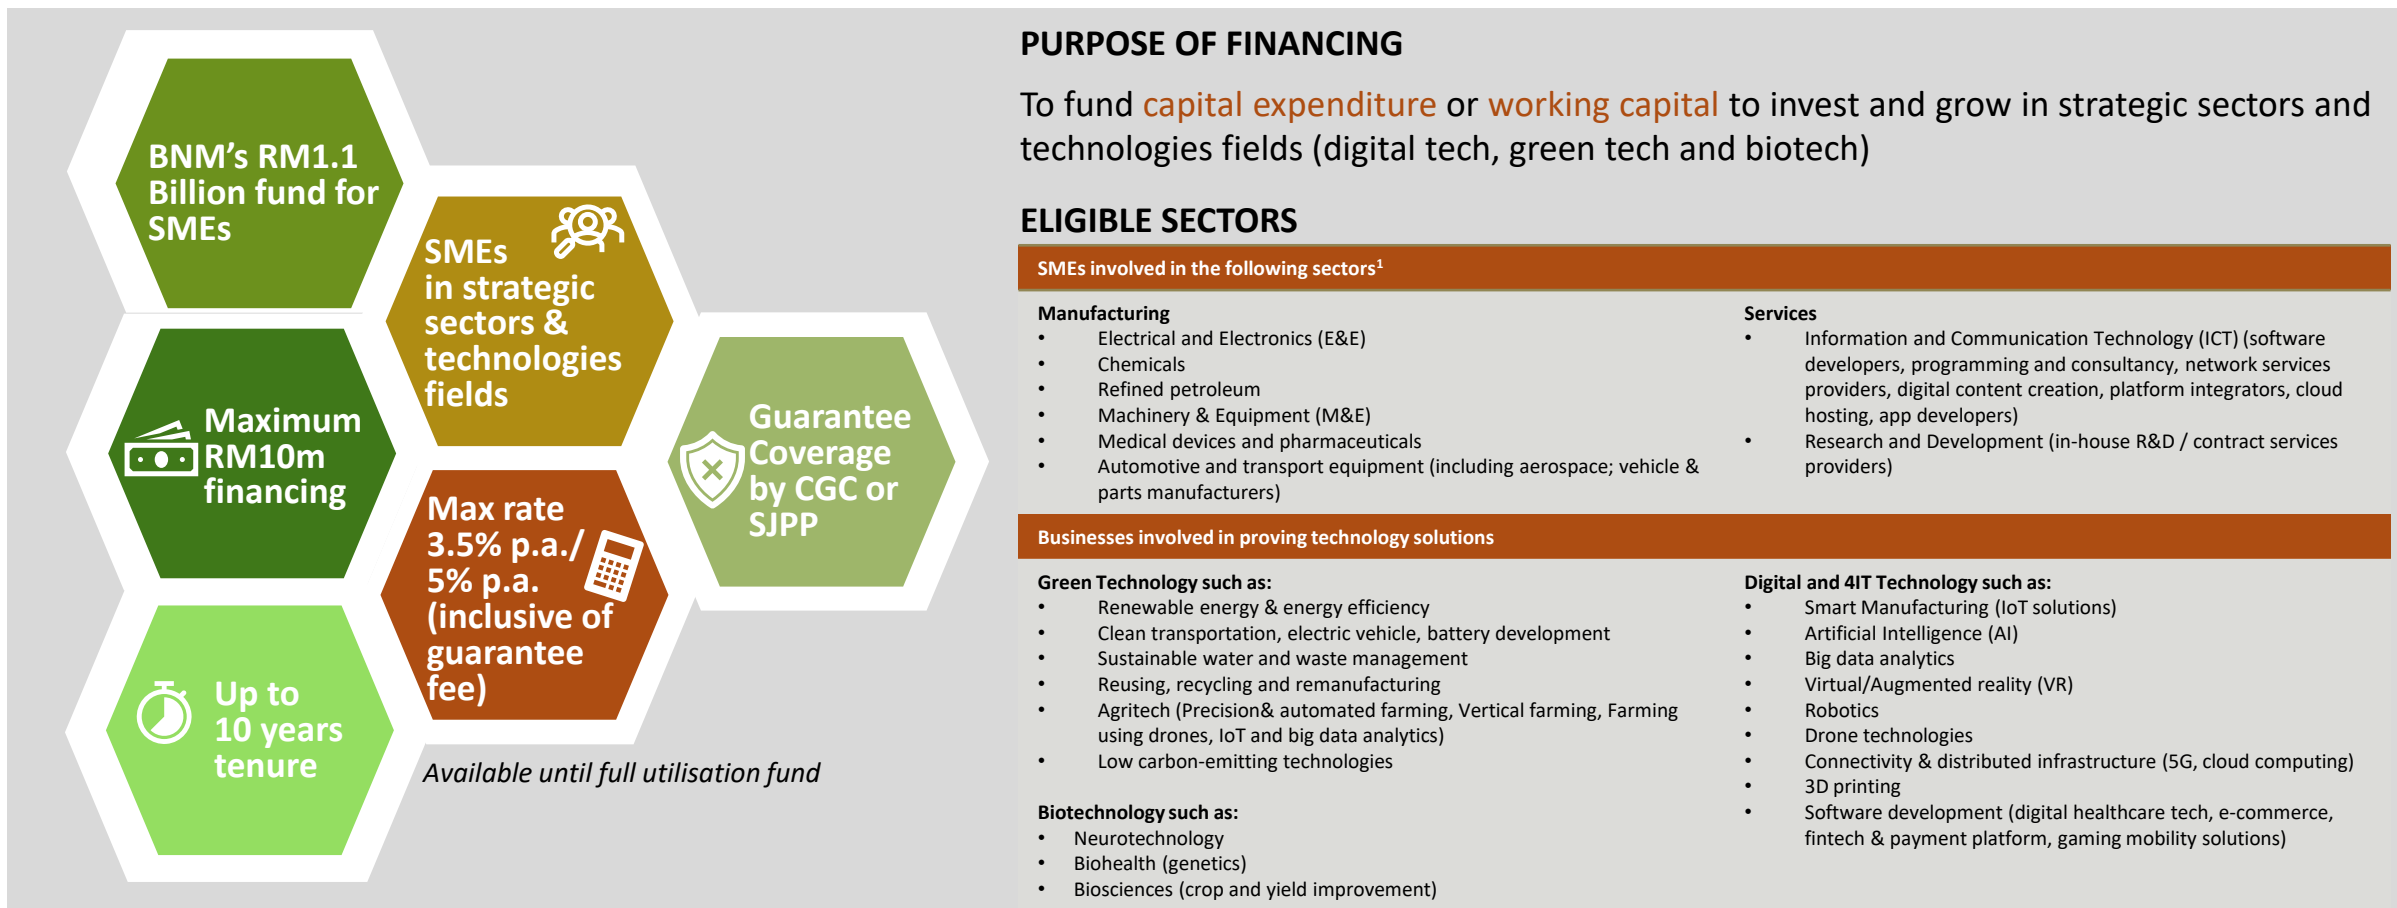 BNM’s RM1.1
Billion fund for
SMEs
SMEs
in strategic
sectors &
technologies
fields
Maximum
RM10m
financing
Guarantee
Coverage
by CGC or
SJPP
Max rate
3.5% p.a./
5% p.a.
(inclusive of
guarantee
fee)
Up to
10 years
tenure
Available until full utilisation fund
PURPOSE OF FINANCING
To fund capital expenditure or working capital to invest and grow in strategic sectors and
technologies fields (digital tech, green tech and biotech)
ELIGIBLE SECTORS
SMEs involved in the following sectors¹
Manufacturing
• Electrical and Electronics (E&E)
• Chemicals
• Refined petroleum
• Machinery & Equipment (M&E)
• Medical devices and pharmaceuticals
• Automotive and transport equipment (including aerospace; vehicle &
parts manufacturers)
Services
• Information and Communication Technology (ICT) (software
developers, programming and consultancy, network services
providers, digital content creation, platform integrators, cloud
hosting, app developers)
• Research and Development (in-house R&D / contract services
providers)
Businesses involved in proving technology solutions
Green Technology such as:
• Renewable energy & energy efficiency
• Clean transportation, electric vehicle, battery development
• Sustainable water and waste management
• Reusing, recycling and remanufacturing
• Agritech (Precision& automated farming, Vertical farming, Farming
using drones, IoT and big data analytics)
• Low carbon-emitting technologies
Biotechnology such as:
• Neurotechnology
• Biohealth (genetics)
• Biosciences (crop and yield improvement)
Digital and 4IT Technology such as:
• Smart Manufacturing (IoT solutions)
• Artificial Intelligence (AI)
• Big data analytics
• Virtual/Augmented reality (VR)
• Robotics
• Drone technologies
• Connectivity & distributed infrastructure (5G, cloud computing)
• 3D printing
• Software development (digital healthcare tech, e-commerce,
fintech & payment platform, gaming mobility solutions)